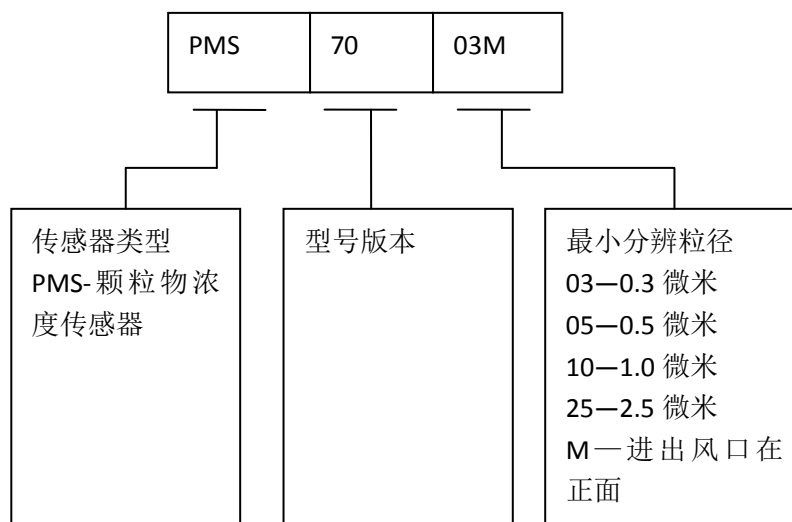 PMS 70 03M
传感器类型
PMS-颗粒物浓
度传感器
型号版本
最小分辨粒径
03—0.3 微米
05—0.5 微米
10—1.0 微米
25—2.5 微米
M—进出风口在
正面